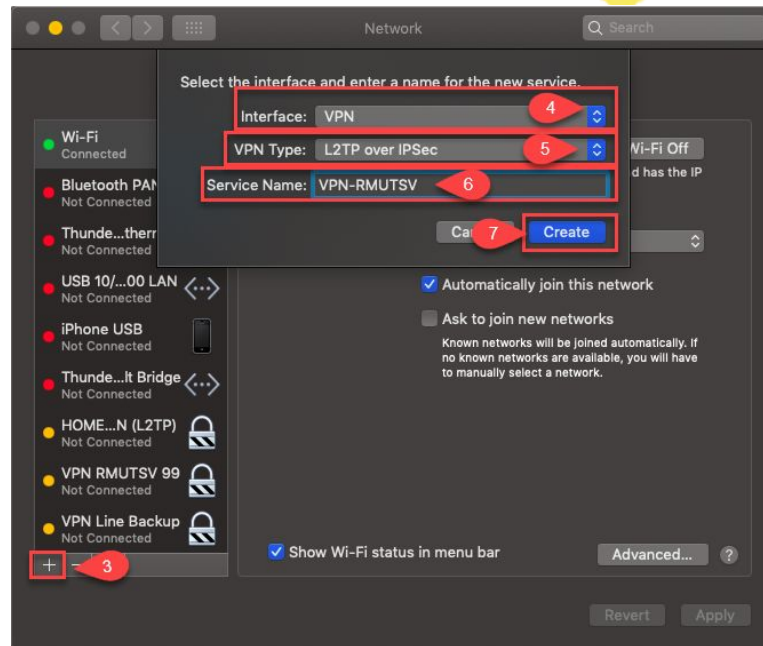 Network
Search
Select the interface and enter a name for the new service.
Interface: VPN
4
VPN Type: L2TP over IPSec
5
Service Name: VPN-RMUTSV
6
7
Create
Wi-Fi
Connected
Wi-Fi Off
d has the IP
Bluetooth PAN
Not Connected
Thunde...therr
Not Connected
USB 10/...00 LAN
Not Connected
iPhone USB
Not Connected
Thunde...lt Bridge
Not Connected
HOME...N (L2TP)
Not Connected
VPN RMUTSV 99
Not Connected
VPN Line Backup
Not Connected
+ -
3
Automatically join this network
Ask to join new networks
Known networks will be joined automatically. If
no known networks are available, you will have
to manually select a network.
Show Wi-Fi status in menu bar
Advanced...
?
Revert
Apply